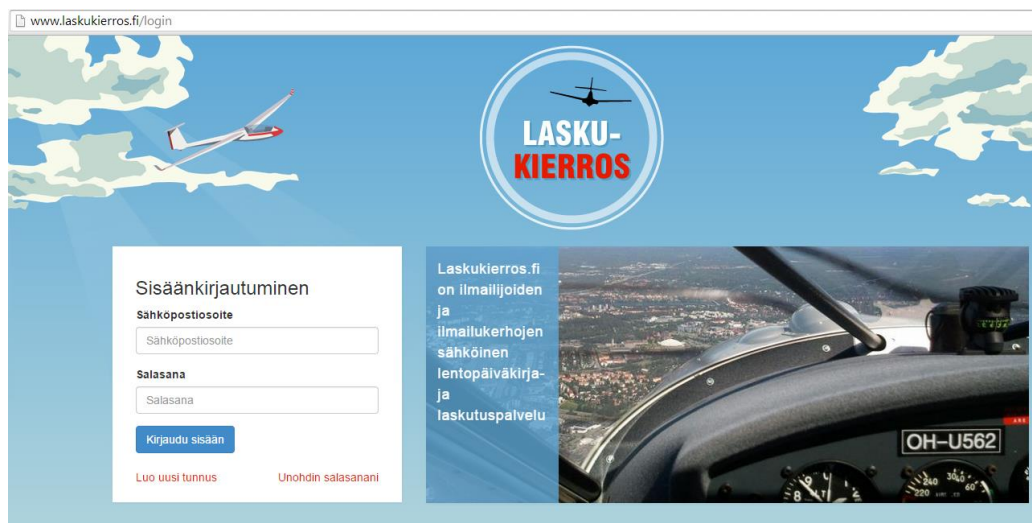 www.laskukierros.fi/login
LASKU-
KIERROS
Sisäänkirjautuminen
Sähköpostiosoite
Sähköpostiosoite
Salasana
Salasana
Kirjaudu sisään
Luo uusi tunnus
Unohdin salasanani
Laskukierros.fi
on ilmailijoiden
ja
ilmailukerhojen
sähköinen
lentopäiväkirja-
ja
laskutuspalvelu
OH-U562